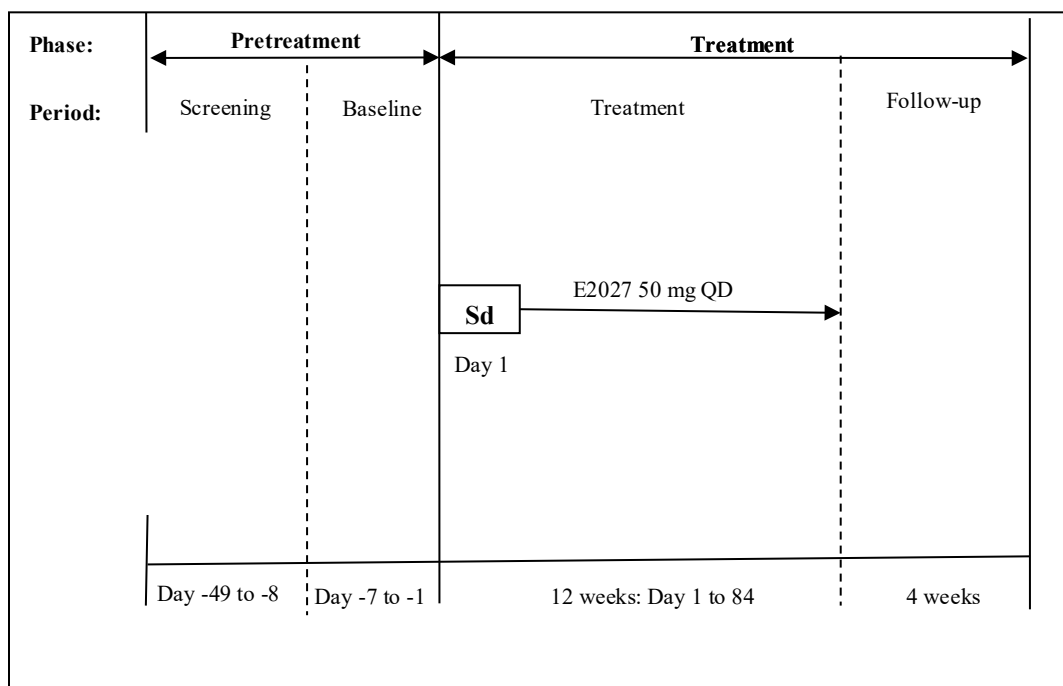 Phase: Pretreatment Treatment
Period: Screening Baseline Treatment Follow-up
E2027 50 mg QD
Sd
Day 1
Day -49 to -8 Day -7 to -1 12 weeks: Day 1 to 84 4 weeks